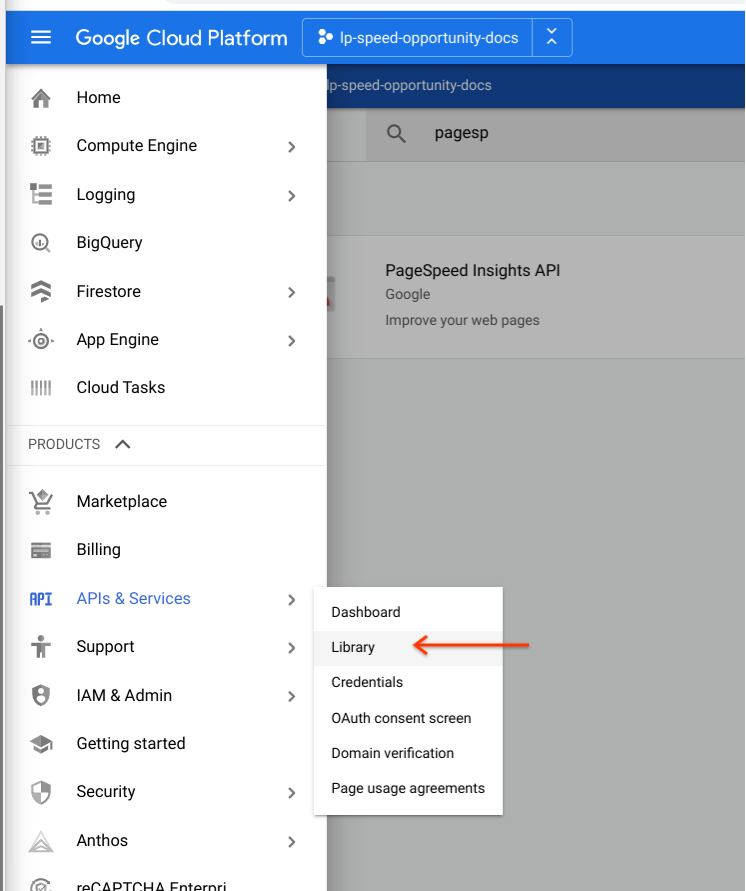 Google Cloud Platform
lp-speed-opportunity-docs
lp-speed-opportunity-docs
pagesp
PageSpeed Insights API
Google
Improve your web pages
Home
Compute Engine
Logging
BigQuery
Firestore
App Engine
Cloud Tasks
PRODUCTS
Marketplace
Billing
API APIs & Services
Support
IAM & Admin
Getting started
Security
Anthos
reCAPTCHA Enterpri
Dashboard
Library
Credentials
OAuth consent screen
Domain verification
Page usage agreements